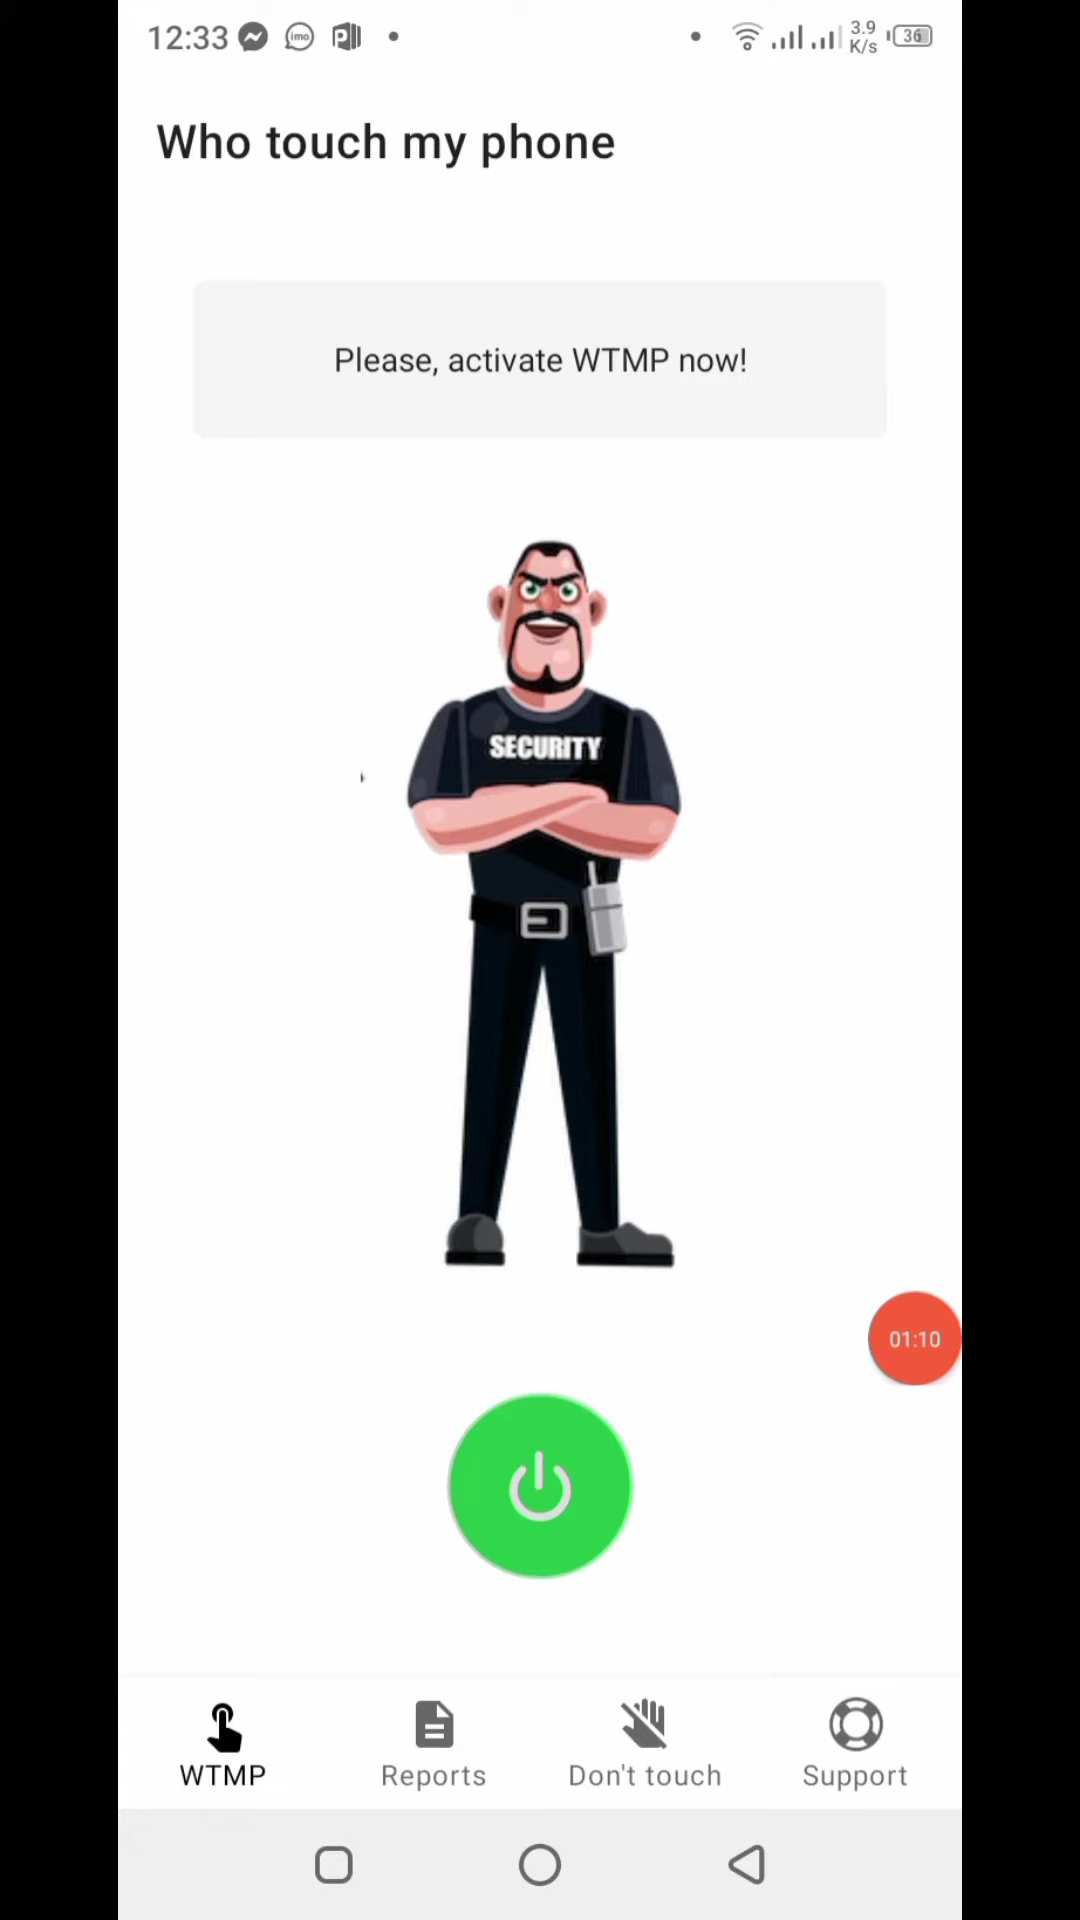 12:33 imo P 3.9 K/s 36
Who touch my phone
Please, activate WTMP now!
SECURITY
01:10
WTMP Reports Don't touch Support